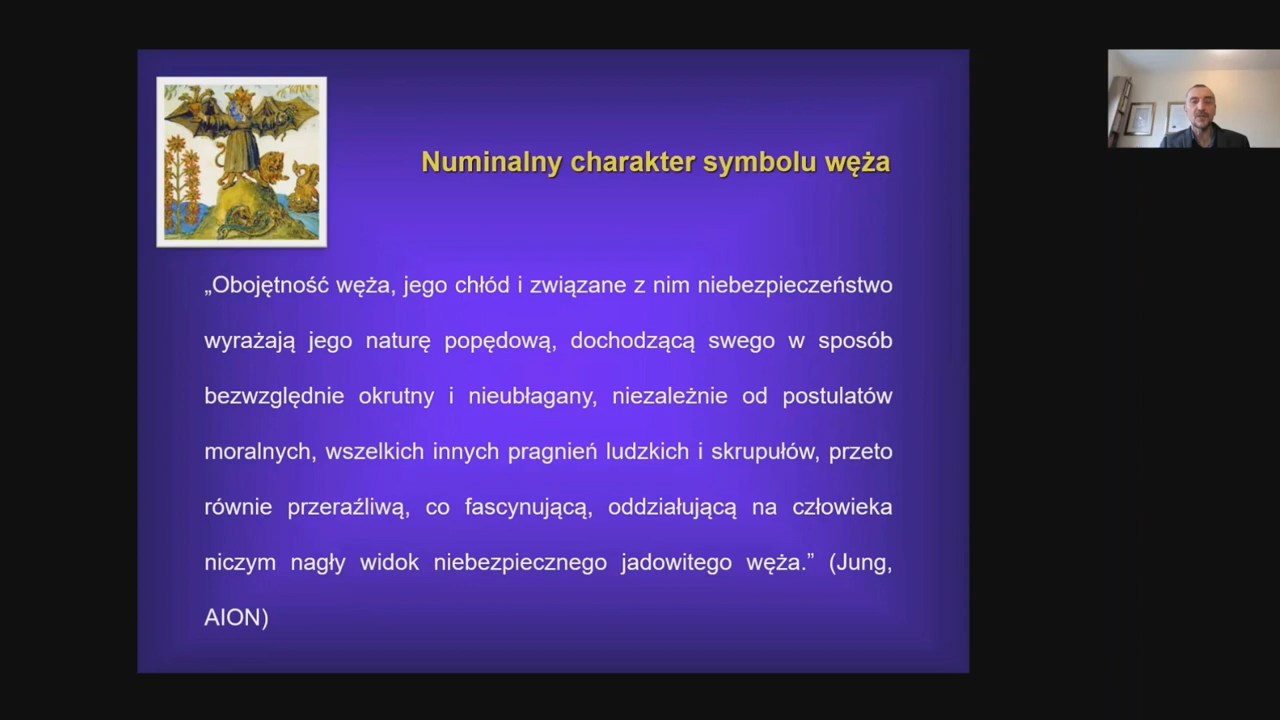 Numinalny charakter symbolu węża
„Obojętność węża, jego chłód i związane z nim niebezpieczeństwo
wyrażają jego naturę popędową, dochodzącą swego w sposób
bezwzględnie okrutny i nieubłagany, niezależnie od postulatów
moralnych, wszelkich innych pragnień ludzkich i skrupułów, przeto
równie przeraźliwą, co fascynującą, oddziałującą na człowieka
niczym nagły widok niebezpiecznego jadowitego węża.” (Jung,
AION)